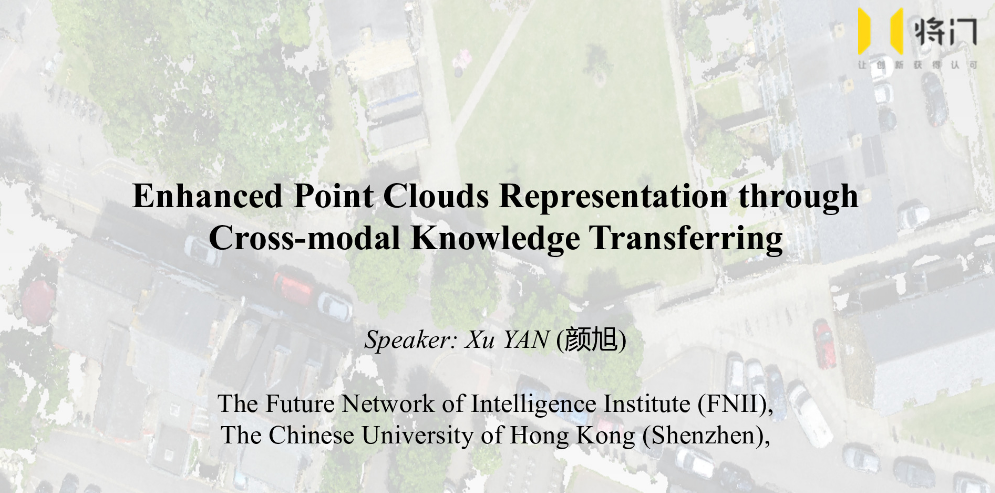 将门
让创新获得认可
Enhanced Point Clouds Representation through
Cross-modal Knowledge Transferring
Speaker: Xu YAN (颜旭)
The Future Network of Intelligence Institute (FNII),
The Chinese University of Hong Kong (Shenzhen),